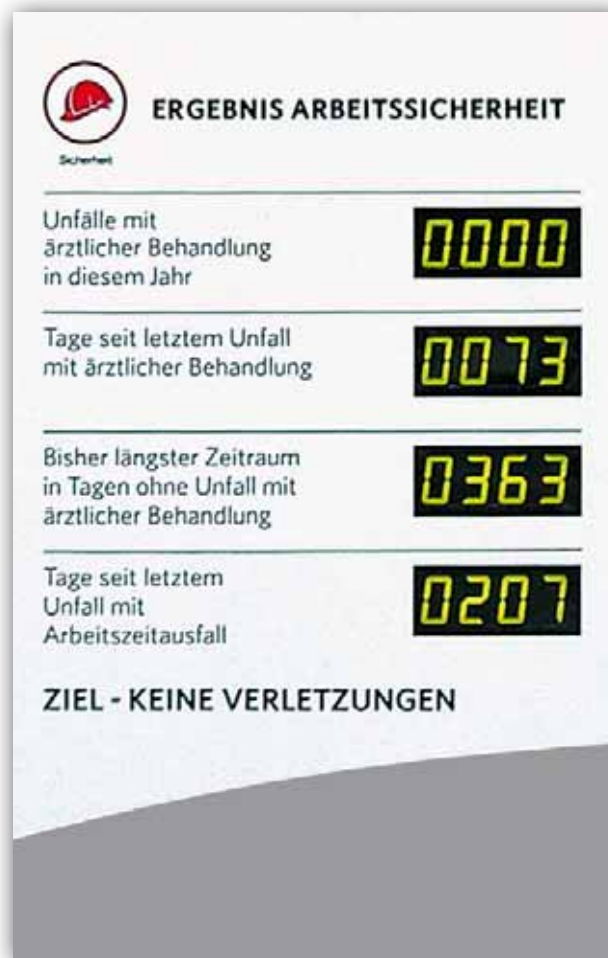 ERGEBNIS ARBEITSSICHERHEIT
Sicherheit
Unfälle mit
ärztlicher Behandlung
in diesem Jahr
0000
Tage seit letztem Unfall
mit ärztlicher Behandlung
0073
Bisher längster Zeitraum
in Tagen ohne Unfall mit
ärztlicher Behandlung
0363
Tage seit letztem
Unfall mit
Arbeitszeitausfall
0207
ZIEL - KEINE VERLETZUNGEN